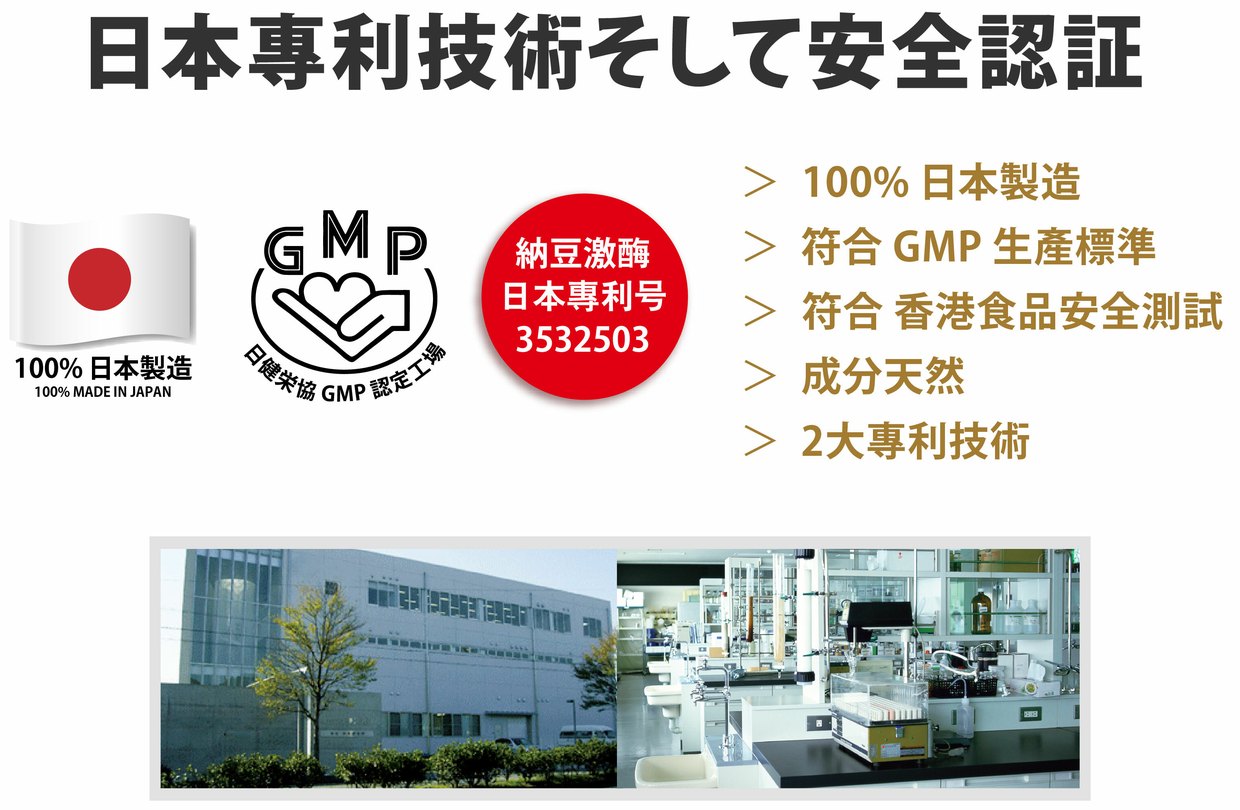 日本專利技術そして安全認証
100% 日本製造
100% MADE IN JAPAN
GMP
日健栄協 GMP 認定工場
納豆激酶
日本專利号
3532503
＞ 100% 日本製造
＞ 符合 GMP 生產標準
＞ 符合 香港食品安全測試
＞ 成分天然
＞ 2大專利技術